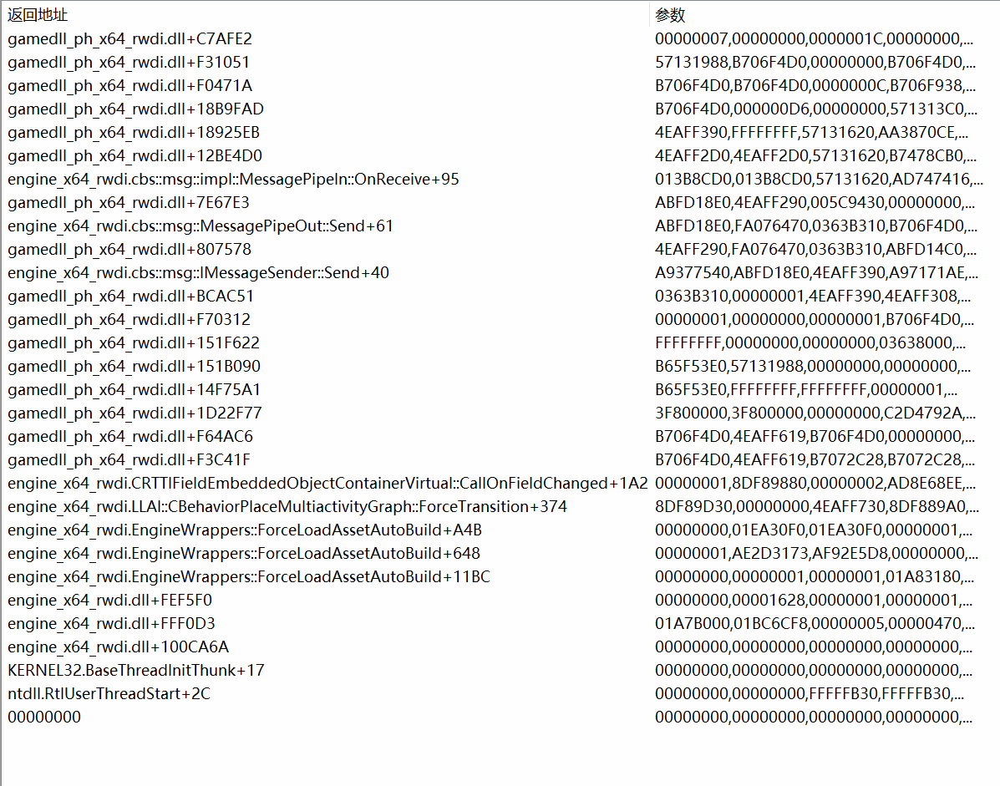 返回地址 参数
gamedll_ph_x64_rwdi.dll+C7AFE2 00000007,00000000,0000001C,00000000,...
gamedll_ph_x64_rwdi.dll+F31051 57131988,B706F4D0,00000000,B706F4D0,...
gamedll_ph_x64_rwdi.dll+F0471A B706F4D0,B706F4D0,0000000C,B706F938,...
gamedll_ph_x64_rwdi.dll+18B9FAD B706F4D0,000000D6,00000000,571313C0,...
gamedll_ph_x64_rwdi.dll+18925EB 4EAFF390,FFFFFFFF,57131620,AA3870CE,...
gamedll_ph_x64_rwdi.dll+12BE4D0 4EAFF2D0,4EAFF2D0,57131620,B7478CB0,...
engine_x64_rwdi.cbs::msg::impl::MessagePipeIn::OnReceive+95 013B8CD0,013B8CD0,57131620,AD747416,...
gamedll_ph_x64_rwdi.dll+7E67E3 ABFD18E0,4EAFF290,005C9430,00000000,...
engine_x64_rwdi.cbs::msg::MessagePipeOut::Send+61 ABFD18E0,FA076470,0363B310,B706F4D0,...
gamedll_ph_x64_rwdi.dll+807578 4EAFF290,FA076470,0363B310,ABFD14C0,...
engine_x64_rwdi.cbs::msg::IMessageSender::Send+40 A9377540,ABFD18E0,4EAFF390,A97171AE,...
gamedll_ph_x64_rwdi.dll+BCAC51 0363B310,00000001,4EAFF390,4EAFF308,...
gamedll_ph_x64_rwdi.dll+F70312 00000001,00000000,00000001,B706F4D0,...
gamedll_ph_x64_rwdi.dll+151F622 FFFFFFFF,00000000,00000000,03638000,...
gamedll_ph_x64_rwdi.dll+151B090 B65F53E0,57131988,00000000,00000000,...
gamedll_ph_x64_rwdi.dll+14F75A1 B65F53E0,FFFFFFFF,FFFFFFFF,00000001,...
gamedll_ph_x64_rwdi.dll+1D22F77 3F800000,3F800000,00000000,C2D4792A,...
gamedll_ph_x64_rwdi.dll+F64AC6 B706F4D0,4EAFF619,B706F4D0,00000000,...
gamedll_ph_x64_rwdi.dll+F3C41F B706F4D0,4EAFF619,B7072C28,B7072C28,...
engine_x64_rwdi.CRTTIFieldEmbeddedObjectContainerVirtual::CallOnFieldChanged+1A2 00000001,8DF89880,00000002,AD8E68EE,...
engine_x64_rwdi.LLAI::CBehaviorPlaceMultiactivityGraph::ForceTransition+374 8DF89D30,00000000,4EAFF730,8DF889A0,...
engine_x64_rwdi.EngineWrappers::ForceLoadAssetAutoBuild+A4B 00000000,01EA30F0,01EA30F0,00000001,...
engine_x64_rwdi.EngineWrappers::ForceLoadAssetAutoBuild+648 00000001,AE2D3173,AF92E5D8,00000000,...
engine_x64_rwdi.EngineWrappers::ForceLoadAssetAutoBuild+11BC 00000000,00000001,00000001,01A83180,...
engine_x64_rwdi.dll+FEF5F0 00000000,00001628,00000001,00000001,...
engine_x64_rwdi.dll+FFF0D3 01A7B000,01BC6CF8,00000005,00000470,...
engine_x64_rwdi.dll+100CA6A 00000000,00000000,00000000,00000000,...
KERNEL32.BaseThreadInitThunk+17 00000000,00000000,00000000,00000000,...
ntdll.RtlUserThreadStart+2C 00000000,00000000,FFFFFB30,FFFFFB30,...
00000000 00000000,00000000,00000000,00000000,...